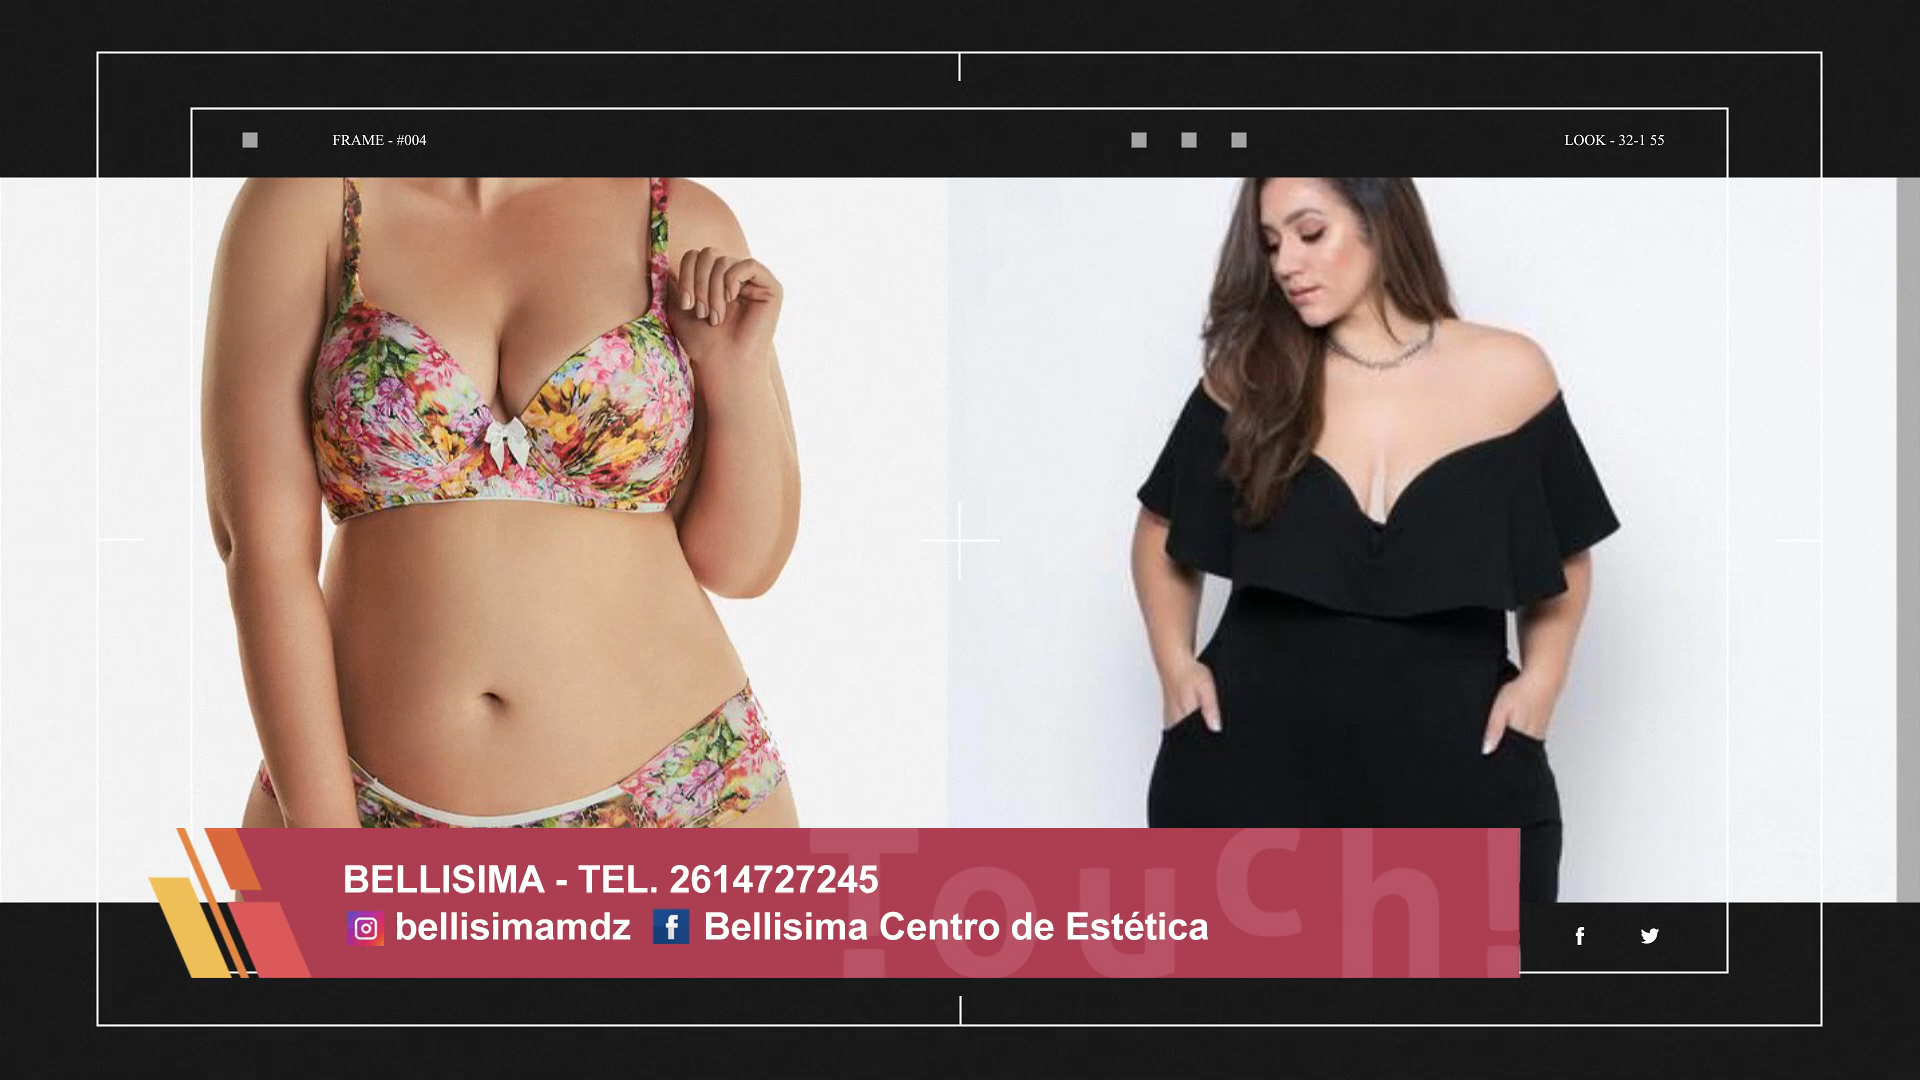 FRAME - #004
LOOK - 32-1 55
BELLISIMA - TEL. 2614727245
bellisimamdz Bellisima Centro de Estética
Touch!